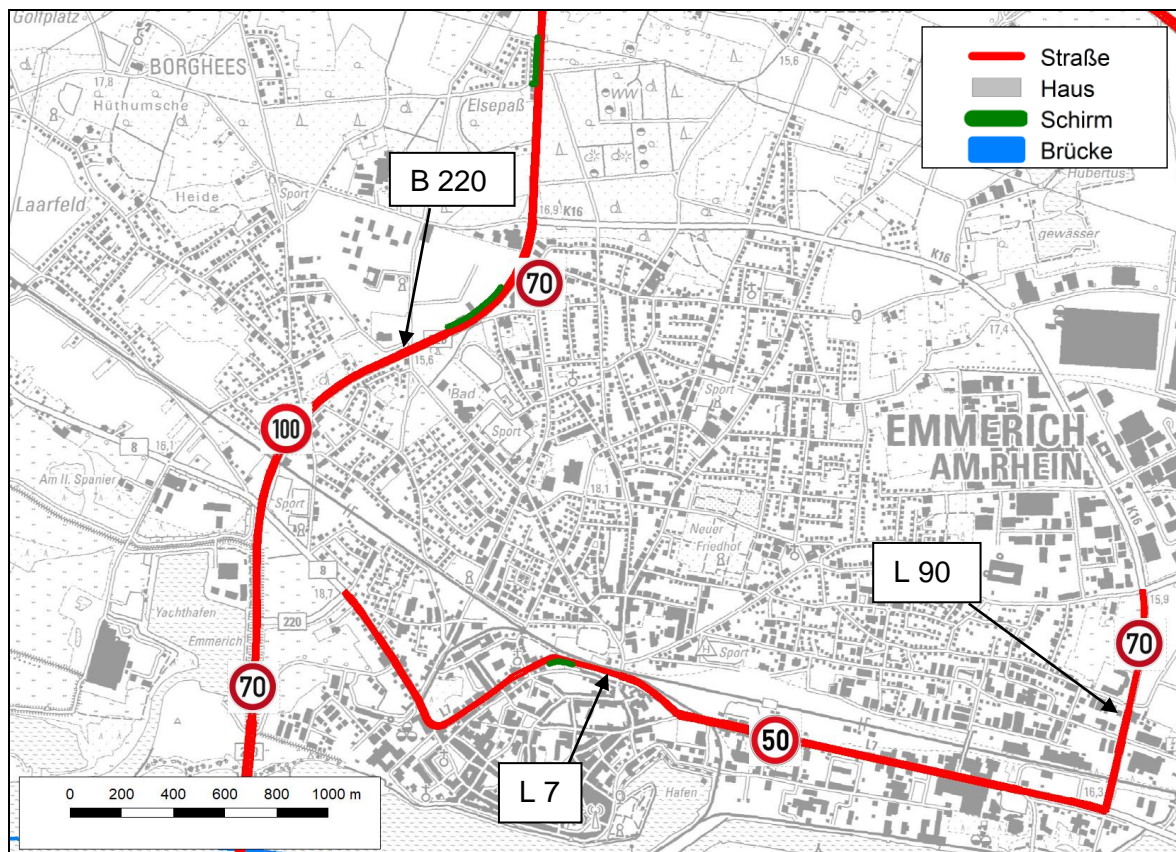 Golfplatz
BORGHEES
17,8
Hüthumsche
Elsepaß
WW
15,6
Straße
Haus
Schirm
Brücke
Hubertus-
gewässer
B 220
Laarfeld
Heide
Sport
16,9
K16
K16
70
17,4
15,6
Bad
Sport
Sport
100
EMMERICH
AM RHEIN
8
16,1
Am II. Spanier
Sport
18,1
Neuer
Friedhof
K16
L 90
8
18,7
15,9
Yachthafen
220
Emmerich
70
Sport
70
L7
50
L7
16,3
0 200 400 600 800 1000 m
L 7
Hafen